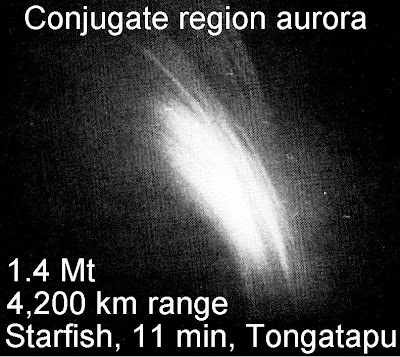 Conjugate region aurora
1.4 Mt
4,200 km range
Starfish, 11 min, Tongatapu